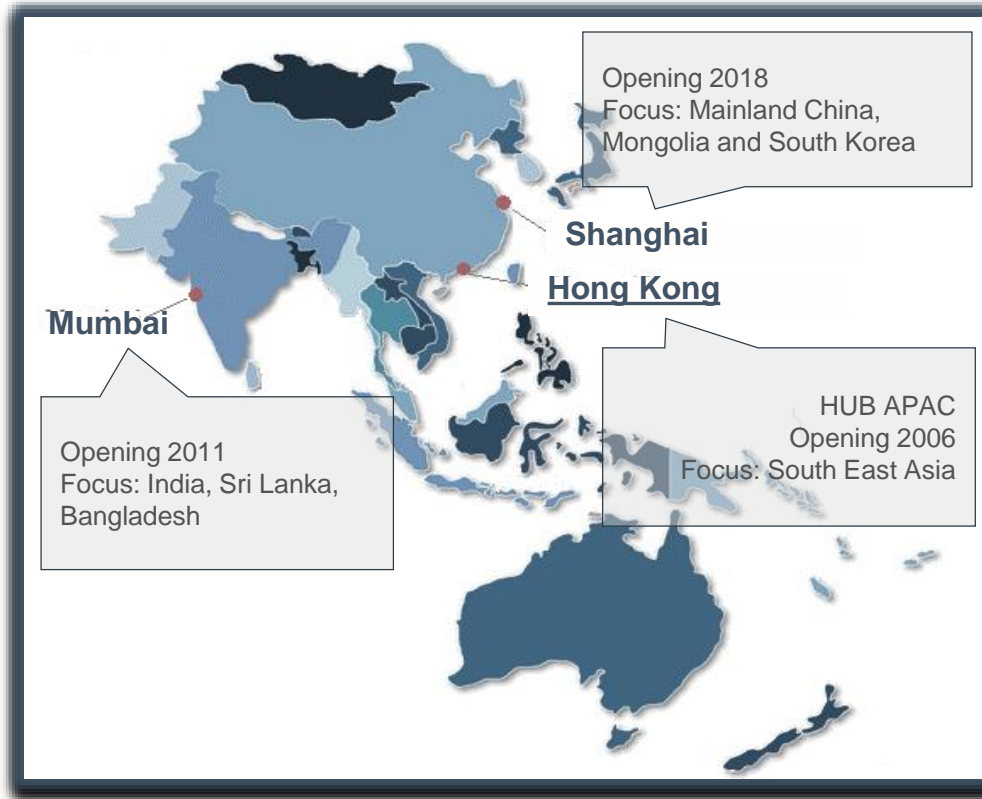 Opening 2018
Focus: Mainland China,
Mongolia and South Korea
Shanghai
Hong Kong
Mumbai
HUB APAC
Opening 2006
Focus: South East Asia
Opening 2011
Focus: India, Sri Lanka,
Bangladesh